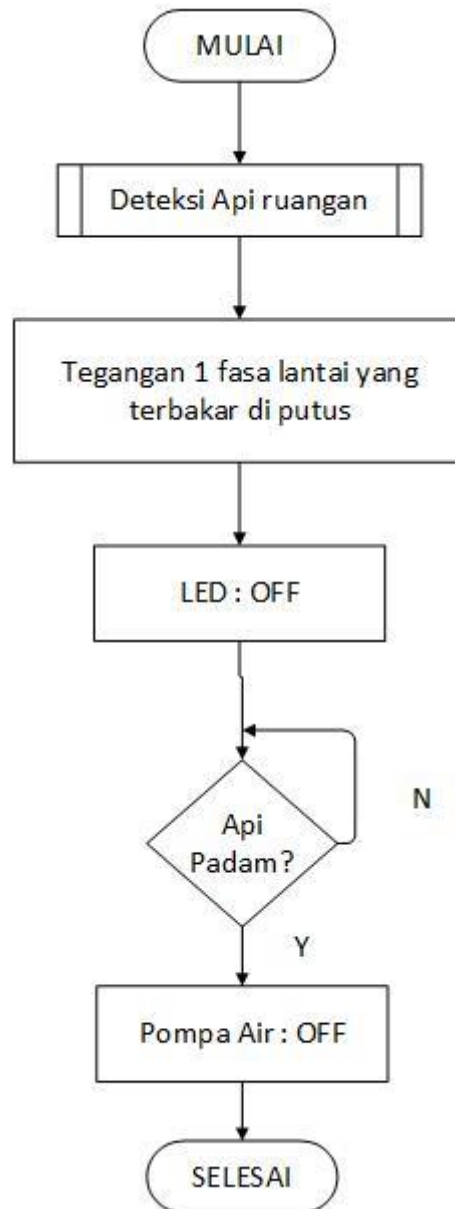 MULAI
Deteksi Api ruangan
Tegangan 1 fasa lantai yang
terbakar di putus
LED : OFF
Api
Padam?
N
Y
Pompa Air : OFF
SELESAI